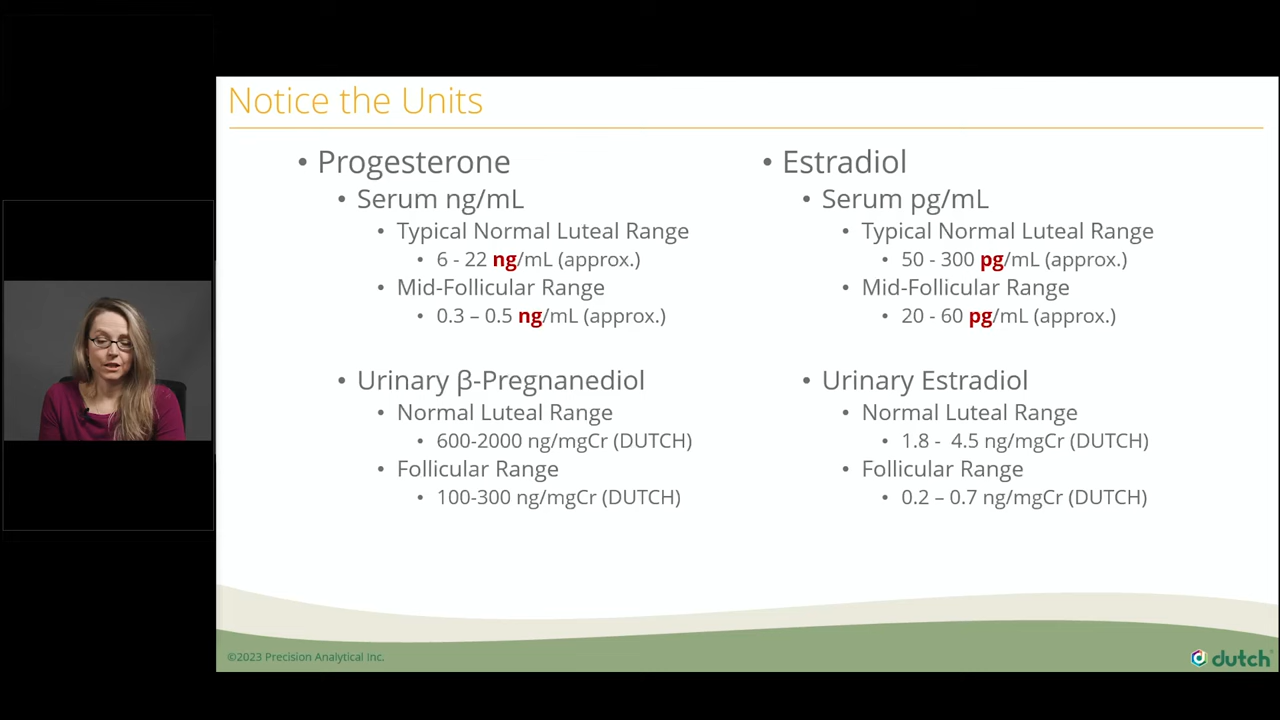 Notice the Units
• Progesterone
• Serum ng/mL
• Typical Normal Luteal Range
• 6 - 22 ng/mL (approx.)
• Mid-Follicular Range
• 0.3 – 0.5 ng/mL (approx.)
• Urinary β-Pregnanediol
• Normal Luteal Range
• 600-2000 ng/mgCr (DUTCH)
• Follicular Range
• 100-300 ng/mgCr (DUTCH)
• Estradiol
• Serum pg/mL
• Typical Normal Luteal Range
• 50 - 300 pg/mL (approx.)
• Mid-Follicular Range
• 20 - 60 pg/mL (approx.)
• Urinary Estradiol
• Normal Luteal Range
• 1.8 -  4.5 ng/mgCr (DUTCH)
• Follicular Range
• 0.2 – 0.7 ng/mgCr (DUTCH)
©2023 Precision Analytical Inc.
dutch